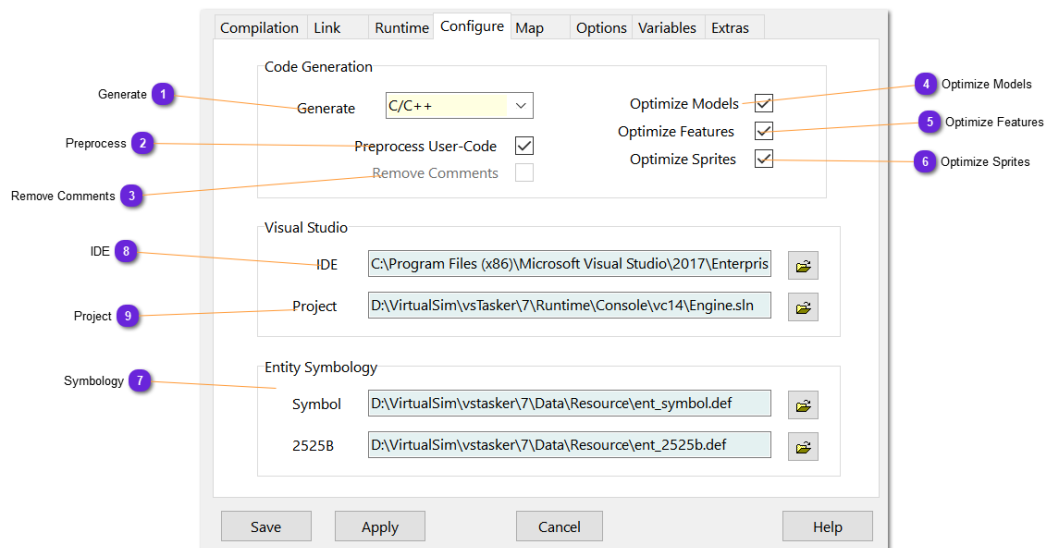 Compilation Link Runtime Configure Map Options Variables Extras
Code Generation
Generate 1 Generate C/C++ Optimize Models 4 Optimize Models
Optimize Features 5 Optimize Features
Preprocess 2 Preprocess User-Code Optimize Sprites 6 Optimize Sprites
Remove Comments 3 Remove Comments
Visual Studio
IDE 8 IDE C:\Program Files (x86)\Microsoft Visual Studio\2017\Enterpris
Project 9 Project D:\VirtualSim\vsTasker\7\Runtime\Console\vc14\Engine.sln
Entity Symbology
Symbology 7
Symbol D:\VirtualSim\vstasker\7\Data\Resource\ent_symbol.def
2525B D:\VirtualSim\vstasker\7\Data\Resource\ent_2525b.def
Save Apply Cancel Help